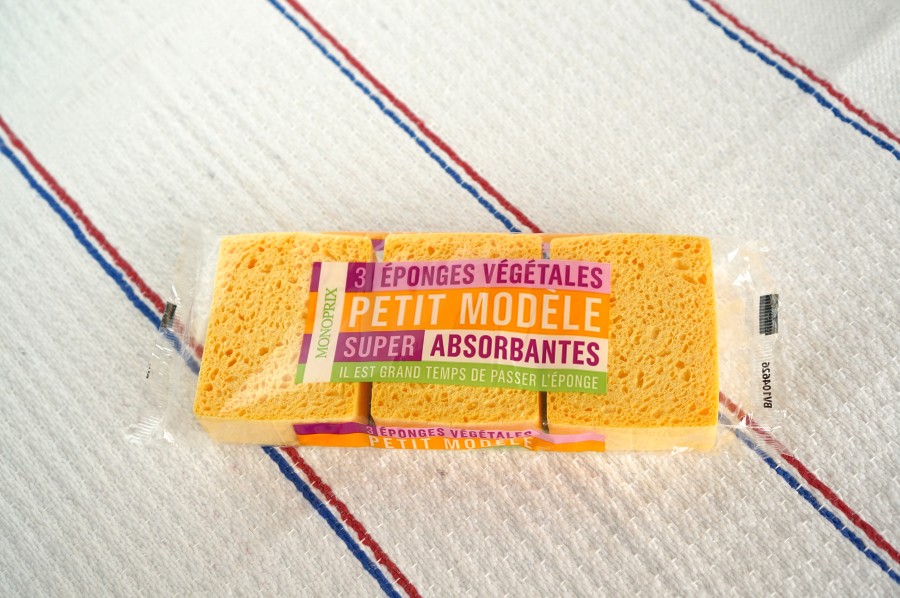 MONOPRIX
3 ÉPONGES VÉGÉTALES
PETIT MODÈLE
SUPER ABSORBANTES
IL EST GRAND TEMPS DE PASSER L'ÉPONGE
3 ÉPONGES VÉGÉTALES
PETIT MODÈLE
BV104626